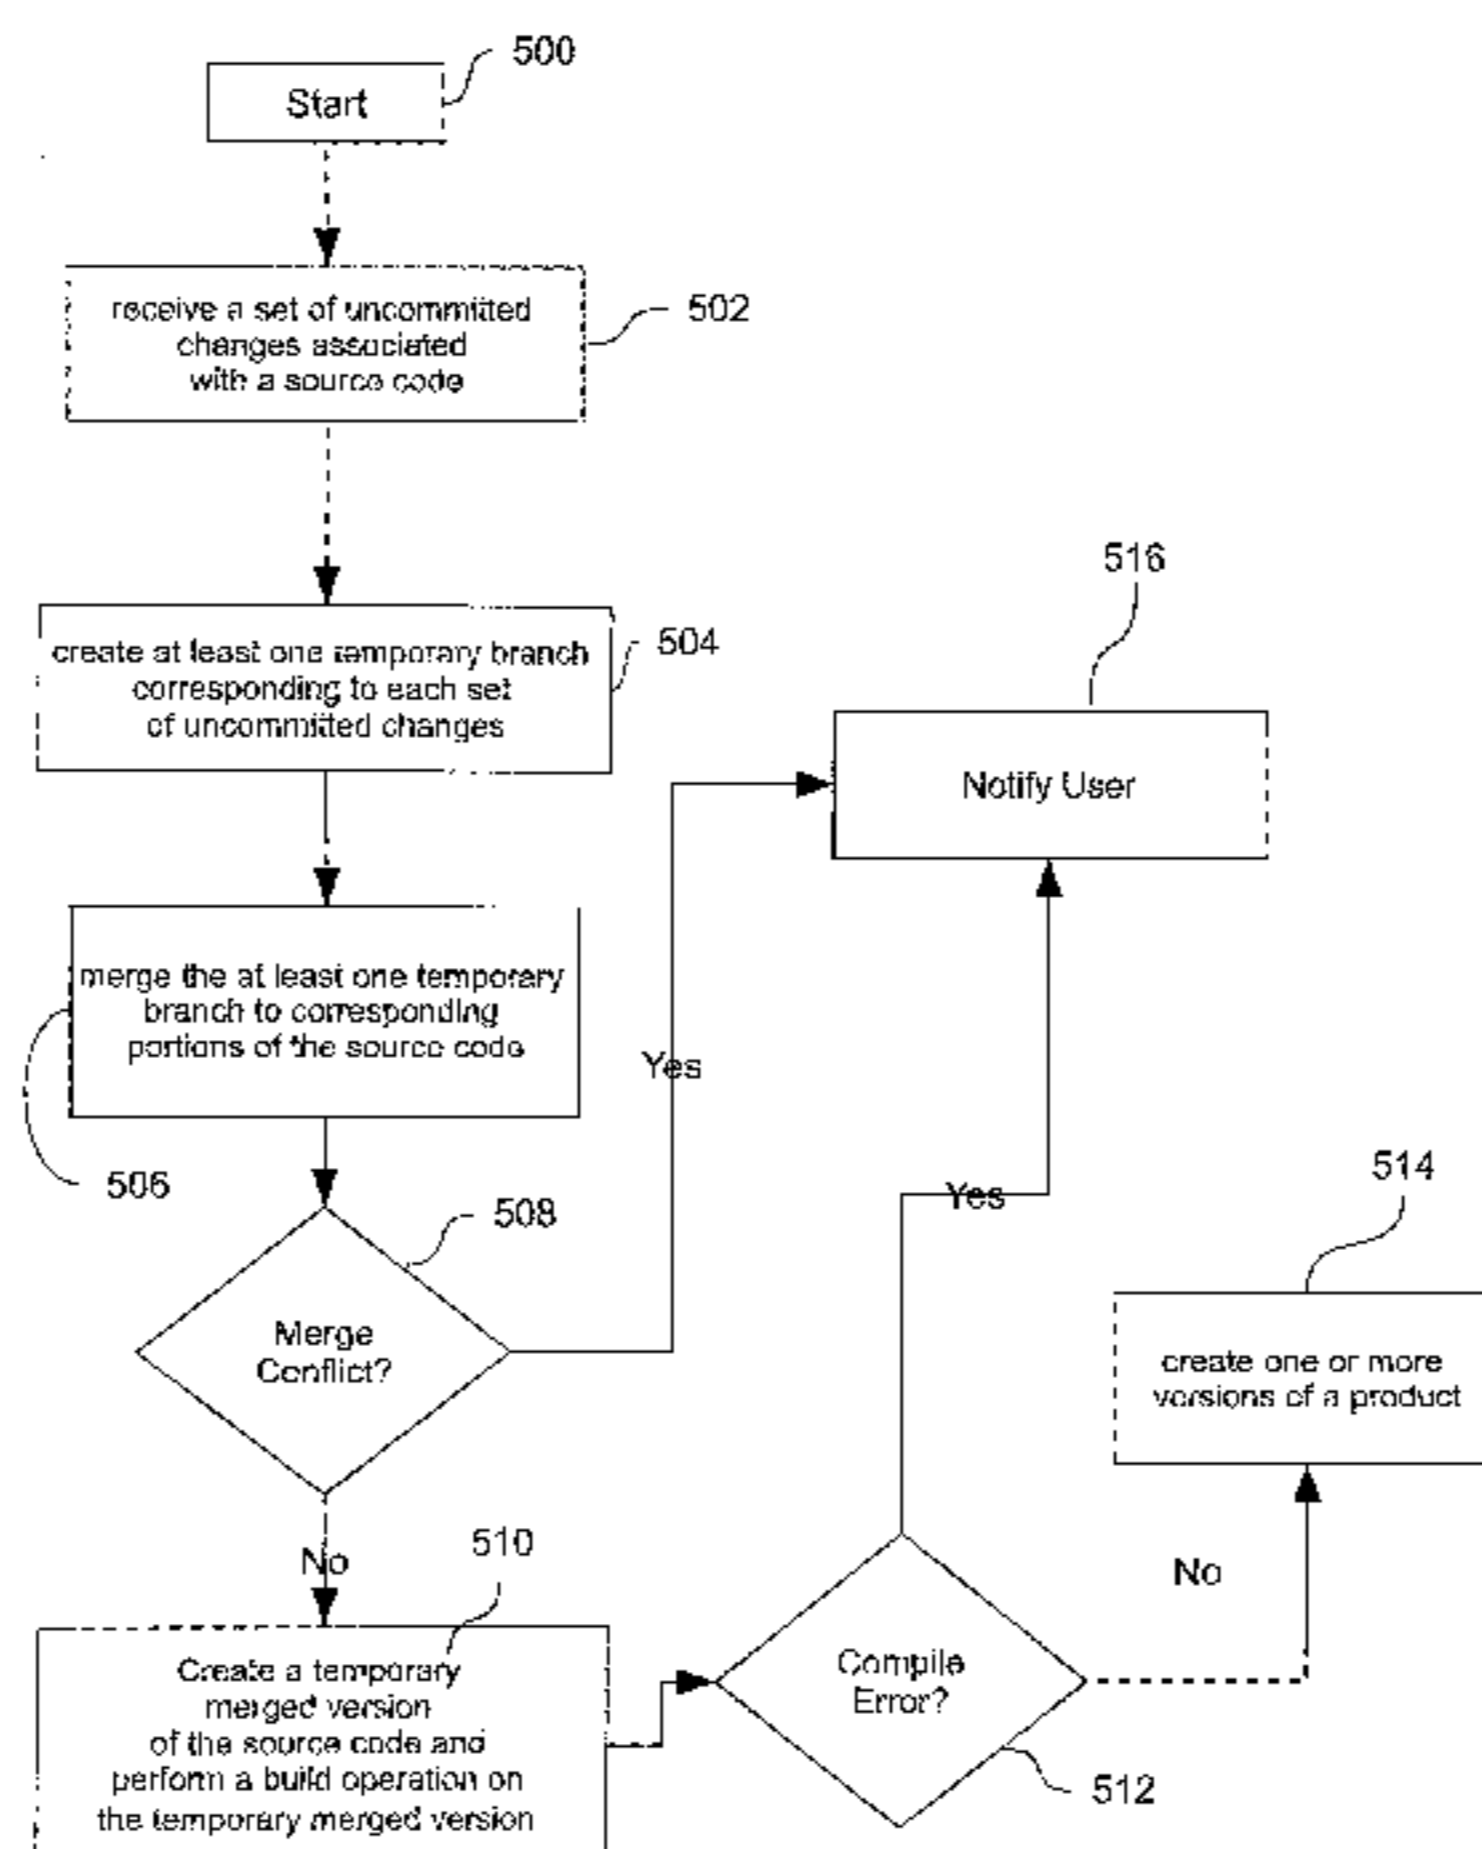 500
Start
502
receive a set of uncommitted
changes associated
with a source code
504
create at least one temporary branch
corresponding to each set
of uncommitted changes
516
Notify User
merge the at least one temporary
branch to corresponding
portions of the source code
506
Yes
508
Merge
Conflict?
Yes
514
create one or more
versions of a product
No
510
No
Create a temporary
merged version
of the source code and
perform a build operation on
the temporary merged version
Compile
Error?
512